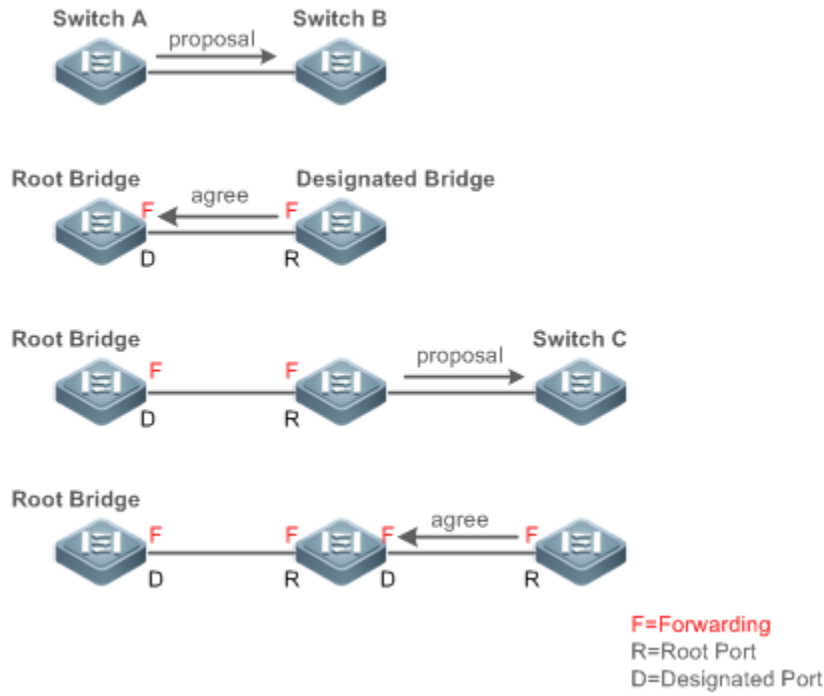 Switch A
Switch B
proposal
Root Bridge
Designated Bridge
F
agree
F
D
R
Root Bridge
Switch C
F
F
proposal
D
R
Root Bridge
F
F
F
agree
F
D
R
D
R
F=Forwarding
R=Root Port
D=Designated Port